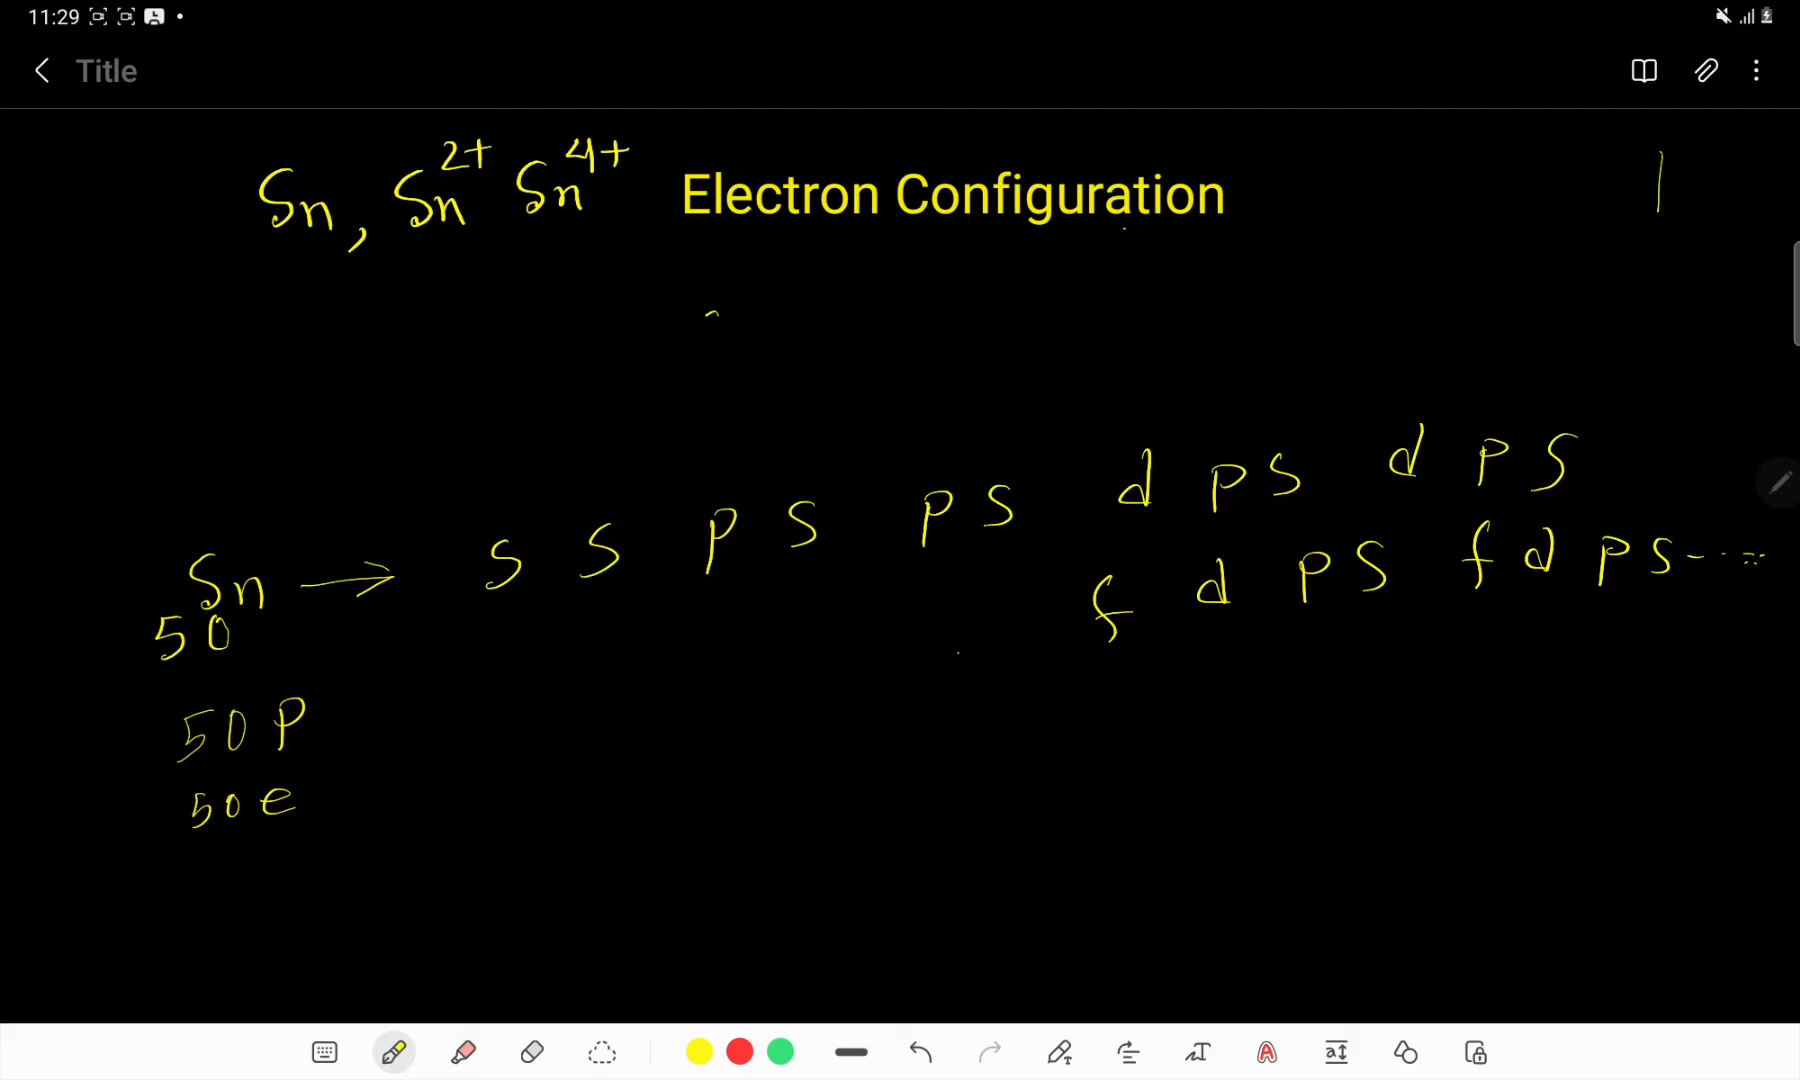 11:29
Title
Sn, Sn2+ Sn4+ Electron Configuration |
Sn → s s p s p s d p s d p s
f d p s f d p s ---
50
50 P
50 e